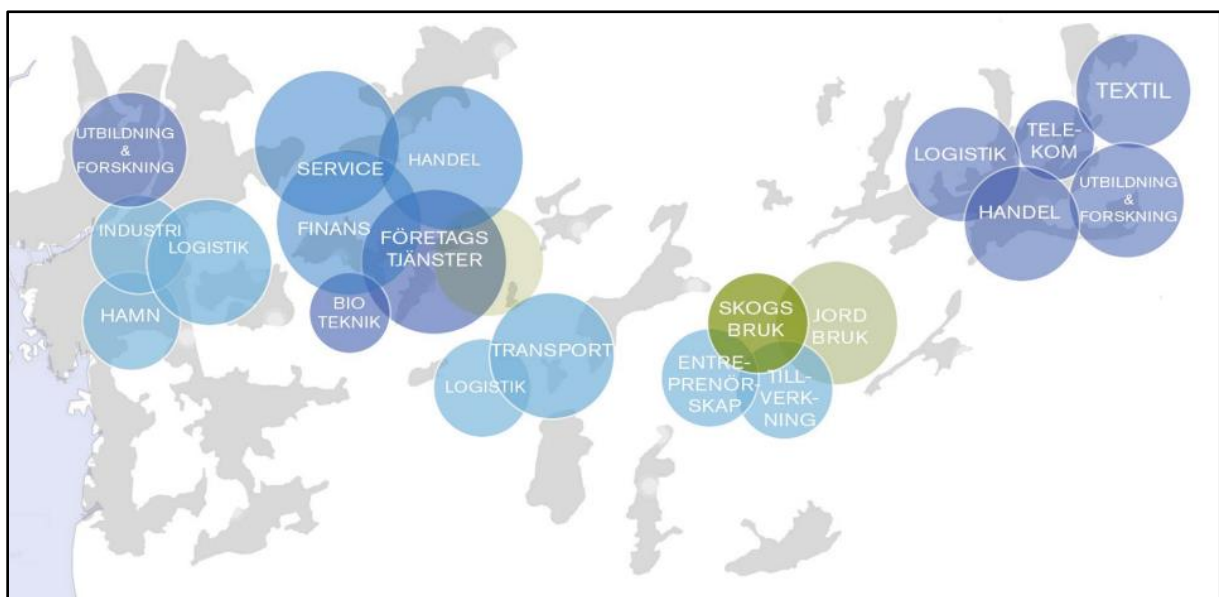 UTBILDNING
&
FORSKNING
INDUSTRI
LOGISTIK
HAMN
SERVICE
HANDEL
FINANS
FÖRETAGS
TJÄNSTER
BIO
TEKNIK
TRANSPORT
LOGISTIK
SKOGS
BRUK
JORD
BRUK
ENTRE-
PRENÖR-
SKAP
TILL-
VERK-
NING
LOGISTIK
TELE-
KOM
TEXTIL
HANDEL
UTBILDNING
&
FORSKNING